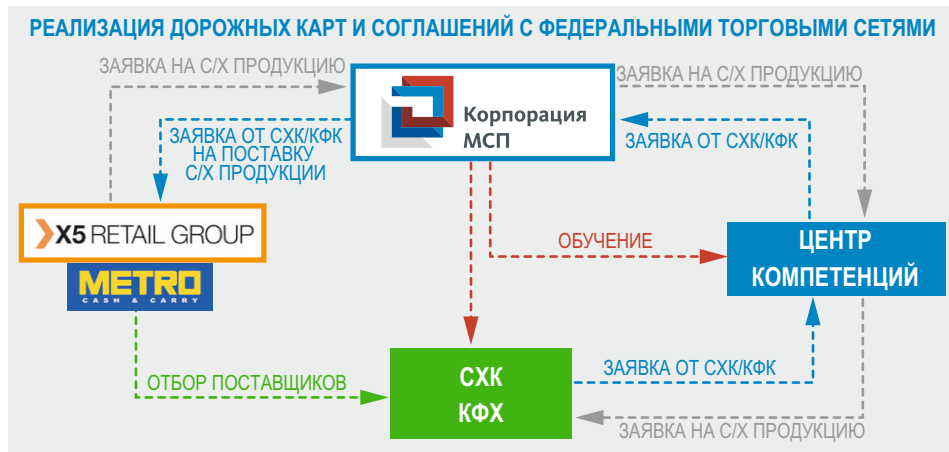 РЕАЛИЗАЦИЯ ДОРОЖНЫХ КАРТ И СОГЛАШЕНИЙ С ФЕДЕРАЛЬНЫМИ ТОРГОВЫМИ СЕТЯМИ
ЗАЯВКА НА С/Х ПРОДУКЦИЮ
Корпорация
МСП
ЗАЯВКА НА С/Х ПРОДУКЦИЮ
ЗАЯВКА ОТ СХК/КФК
НА ПОСТАВКУ
С/Х ПРОДУКЦИИ
ЗАЯВКА ОТ СХК/КФК
X5 RETAIL GROUP
METRO
CASH & CARRY
ОБУЧЕНИЕ
ЦЕНТР
КОМПЕТЕНЦИЙ
ОТБОР ПОСТАВЩИКОВ
СХК
КФХ
ЗАЯВКА ОТ СХК/КФК
ЗАЯВКА НА С/Х ПРОДУКЦИЮ